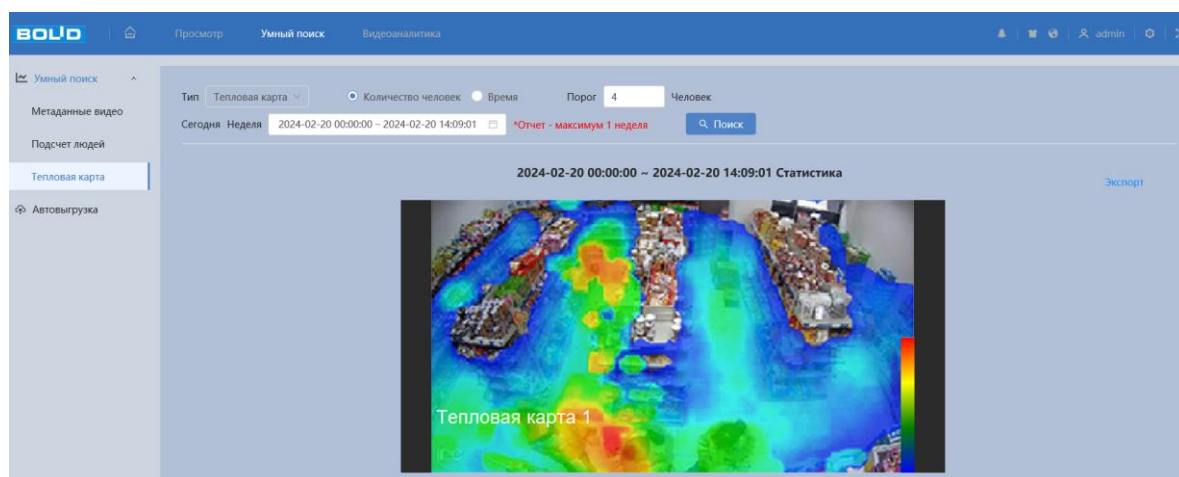 BOLID Просмотр Умный поиск Видеоаналитика admin
Умный поиск
Метаданные видео
Подсчет людей
Тепловая карта
Автовыгрузка
Тип Тепловая карта Количество человек Время Порог 4 Человек
Сегодня Неделя 2024-02-20 00:00:00 ~ 2024-02-20 14:09:01 *Отчет - максимум 1 неделя Поиск
2024-02-20 00:00:00 ~ 2024-02-20 14:09:01 Статистика
Экспорт
Тепловая карта 1
IPC